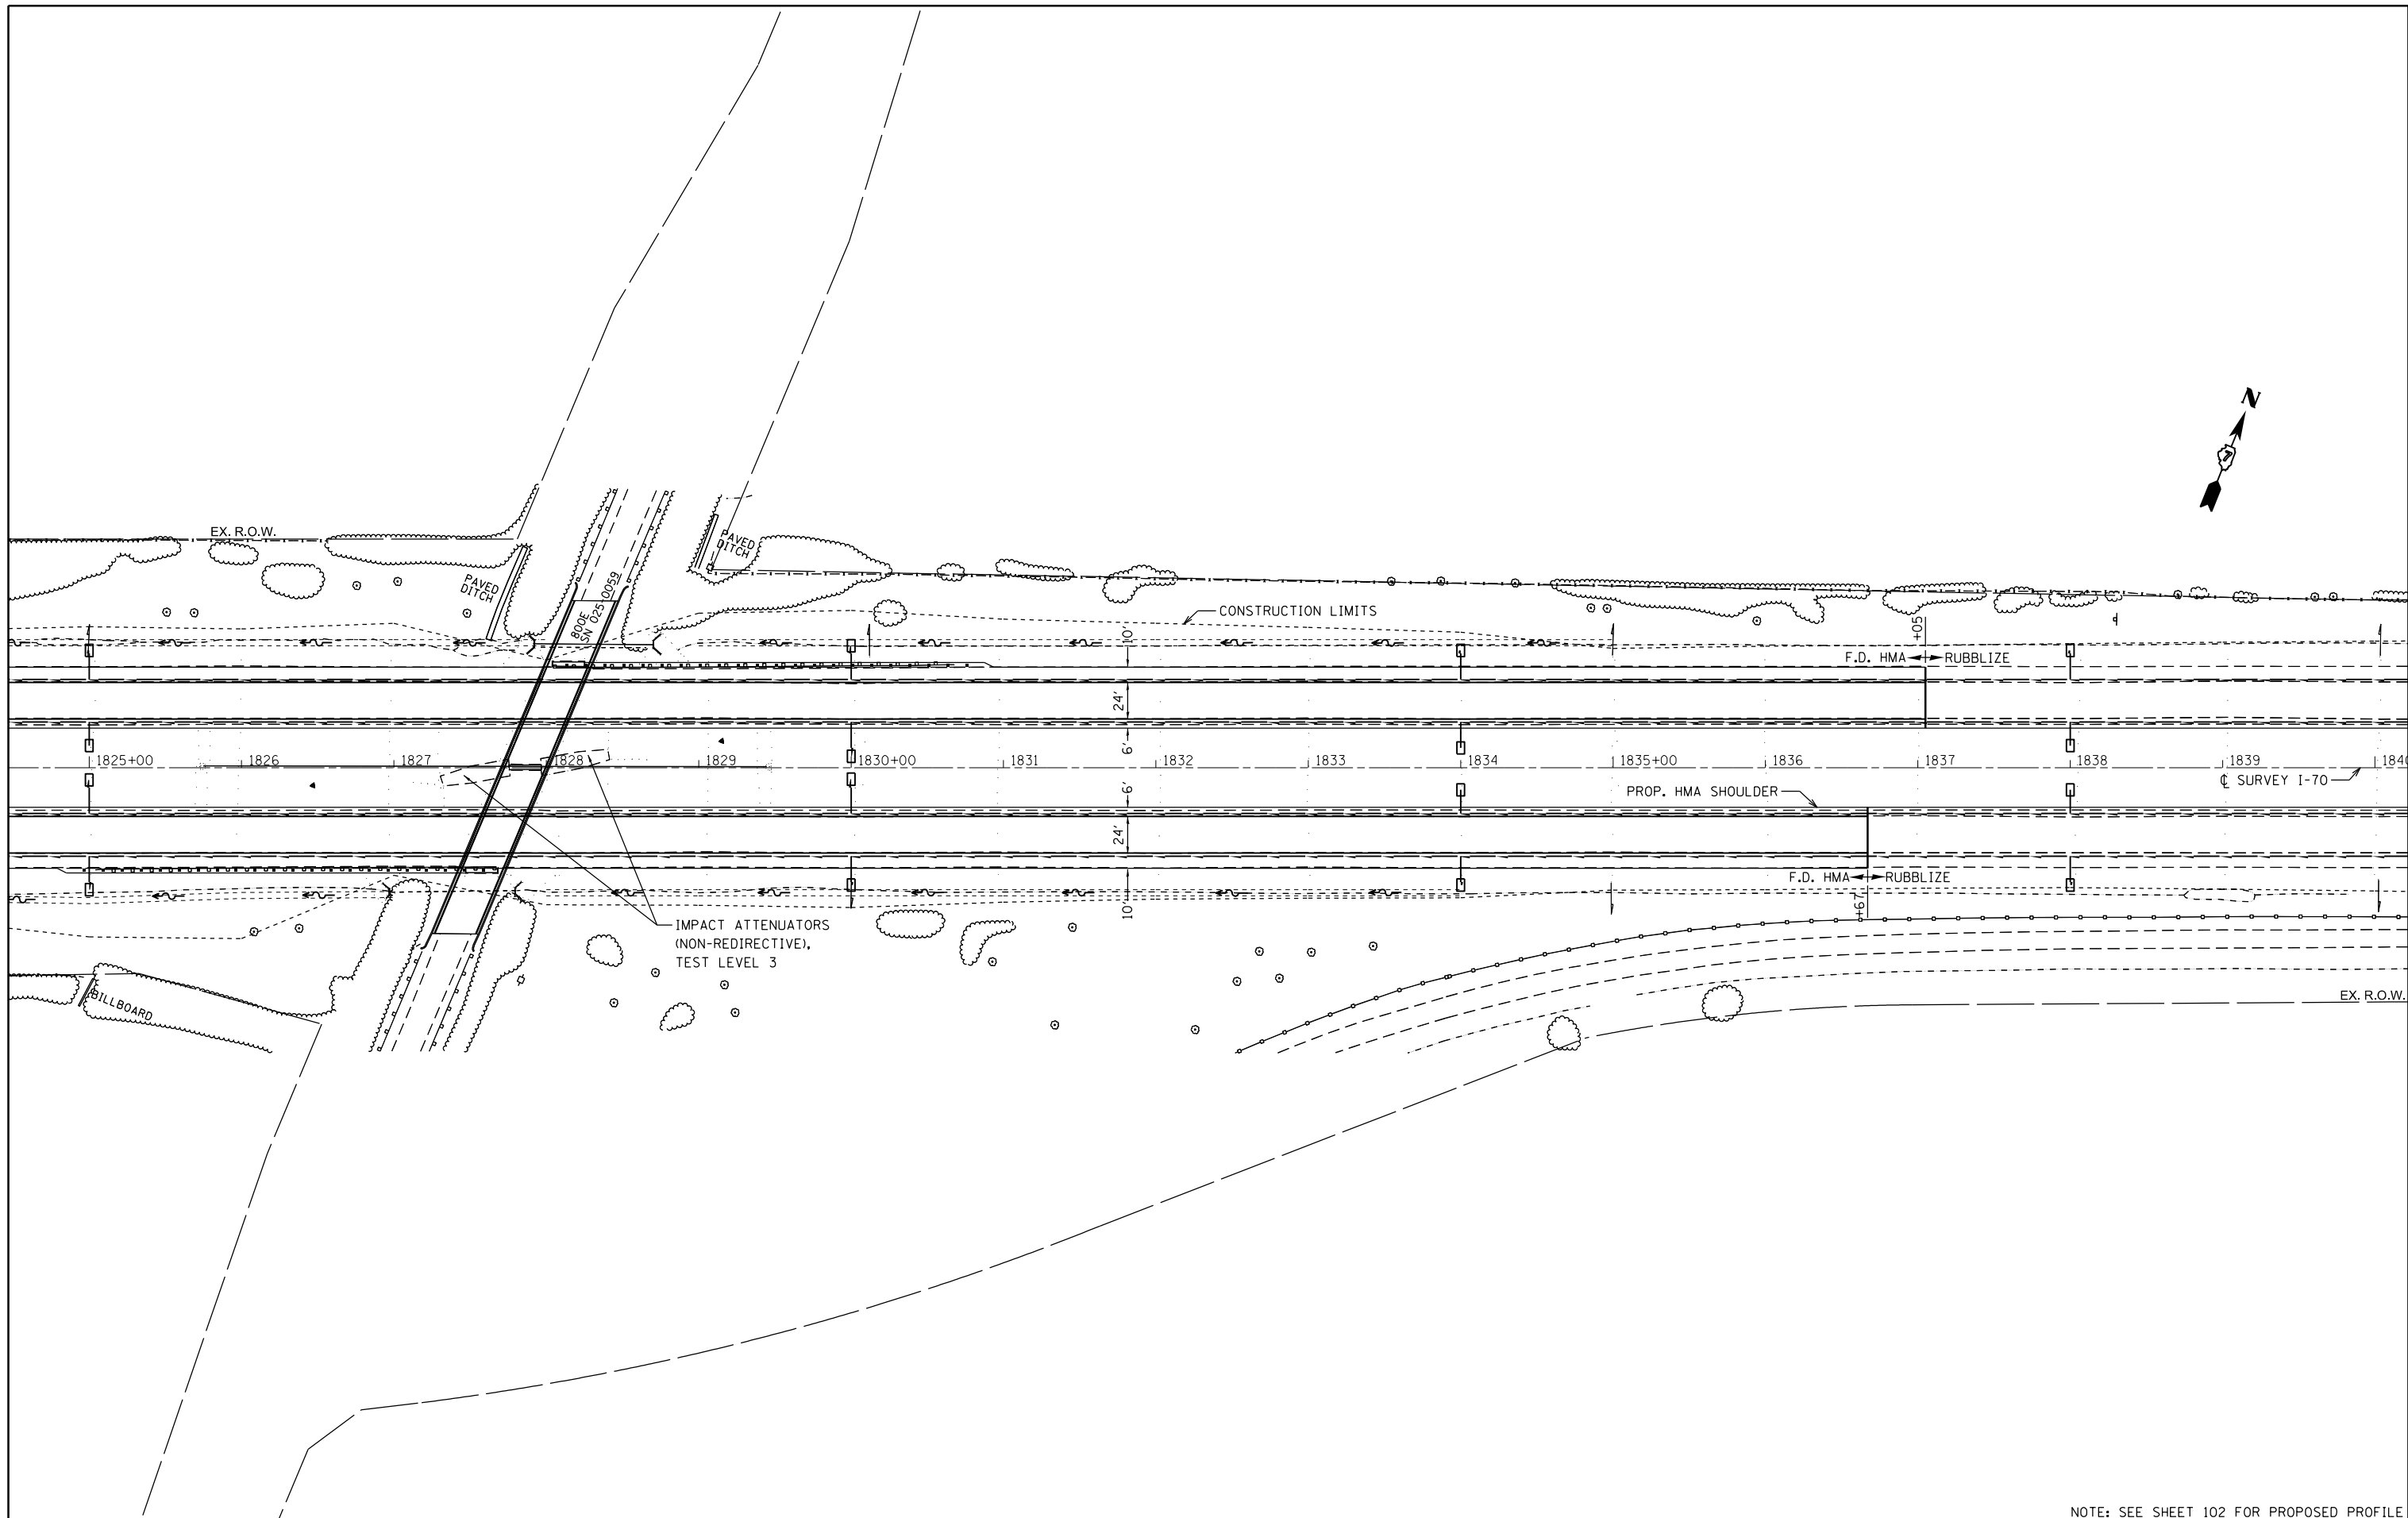 N
7
EX. R.O.W.
PAVED
DITCH
PAVED
DITCH
800E
SN 025-0059
CONSTRUCTION LIMITS
10'
+05
F.D. HMA
RUBBLIZE
24'
6'
1825+00
1826
1827
1828
1829
1830+00
1831
1832
1833
1834
1835+00
1836
1837
1838
1839
1840
℄ SURVEY I-70
6'
PROP. HMA SHOULDER
24'
F.D. HMA
RUBBLIZE
+67
10'
IMPACT ATTENUATORS
(NON-REDIRECTIVE),
TEST LEVEL 3
BILLBOARD
EX. R.O.W.
NOTE: SEE SHEET 102 FOR PROPOSED PROFILE